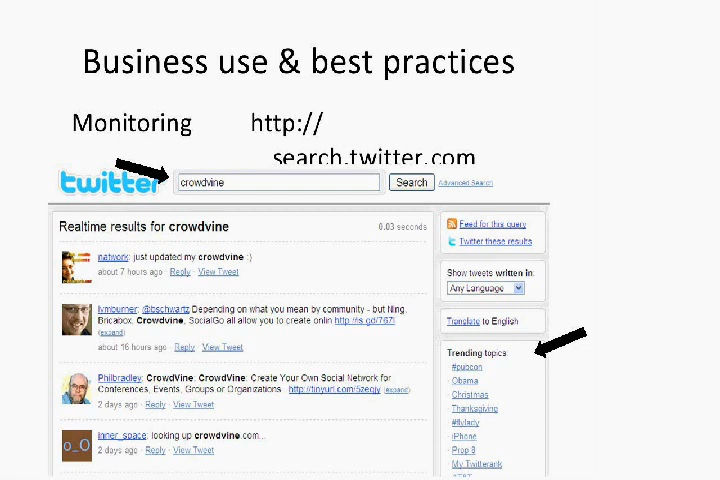 Business use & best practices
Monitoring http://
search.twitter.com
twitter crowdvine Search Advanced Search
Realtime results for crowdvine 0.03 seconds
natwork: just updated my crowdvine :)
about 7 hours ago · Reply · View Tweet
lymburner: @bschwartz Depending on what you mean by community - but Ning,
Bricabox, Crowdvine, SocialGo all allow you to create onlin http://is.gd/767l
(expand)
about 16 hours ago · Reply · View Tweet
Philbradley: CrowdVine: CrowdVine: Create Your Own Social Network for
Conferences, Events, Groups or Organizations - http://tinyurl.com/5zeqjy (expand)
2 days ago · Reply · View Tweet
inner_space: looking up crowdvine.com...
2 days ago · Reply · View Tweet
Feed for this query
Twitter these results
Show tweets written in:
Any Language
Translate to English
Trending topics:
#pubcon
Obama
Christmas
Thanksgiving
#flylady
iPhone
Prop 8
My Twitterank